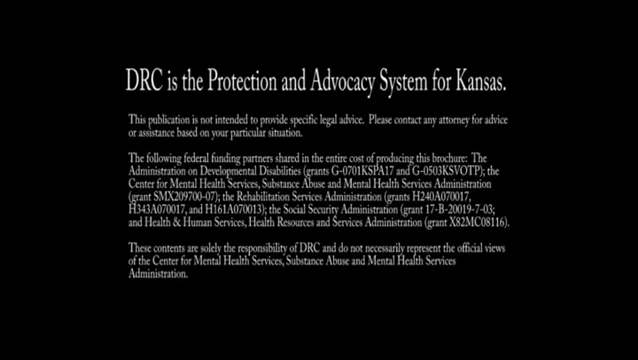 DRC is the Protection and Advocacy System for Kansas.
This publication is not intended to provide specific legal advice. Please contact any attorney for advice
or assistance based on your particular situation.
The following federal funding partners shared in the entire cost of producing this brochure: The
Administration on Developmental Disabilities (grants G-0701KSPA17 and G-0503KSVOTP); the
Center for Mental Health Services, Substance Abuse and Mental Health Services Administration
(grant SMX209700-07); the Rehabilitation Services Administration (grants H240A070017,
H343A070017, and H161A070013); the Social Security Administration (grant 17-B-20019-7-03;
and Health & Human Services, Health Resources and Services Administration (grant X82MC08116).
These contents are solely the responsibility of DRC and do not necessarily represent the official views
of the Center for Mental Health Services, Substance Abuse and Mental Health Services
Administration.